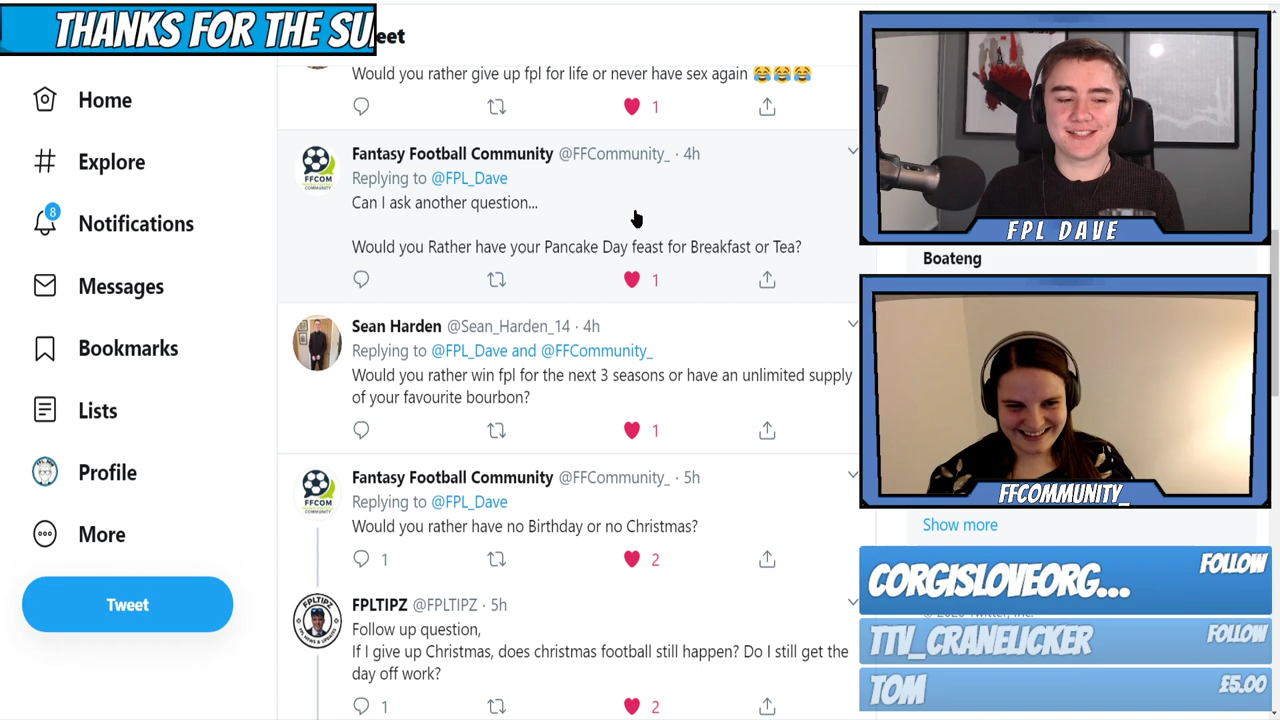 THANKS FOR THE SU
eet
Home
Explore
8
Notifications
Messages
Bookmarks
Lists
Profile
More
Tweet
Would you rather give up fpl for life or never have sex again 😂😂😂
1
Fantasy Football Community @FFCommunity_ · 4h
Replying to @FPL_Dave
Can I ask another question...
Would you Rather have your Pancake Day feast for Breakfast or Tea?
1
FFCOM
COMMUNITY
Sean Harden @Sean_Harden_14 · 4h
Replying to @FPL_Dave and @FFCommunity_
Would you rather win fpl for the next 3 seasons or have an unlimited supply
of your favourite bourbon?
1
Fantasy Football Community @FFCommunity_ · 5h
Replying to @FPL_Dave
Would you rather have no Birthday or no Christmas?
1 2
FFCOM
COMMUNITY
FPLTIPZ @FPLTIPZ · 5h
Follow up question,
If I give up Christmas, does christmas football still happen? Do I still get the
day off work?
1 2
FPLTIPZ
FPL DAVE
Boateng
FFCOMMUNITY_
Show more
CORGISLOVEORG... FOLLOW
TTV_CRANELICKER FOLLOW
TOM £5.00